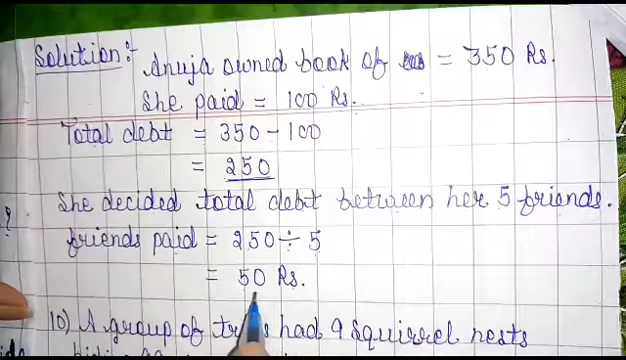 Solution:-
Anuja owned book of = 350 Rs.
She paid = 100 Rs.
Total debt = 350 - 100
= 250
She decided total debt between her 5 friends.
?
friends paid = 250 ÷ 5
= 50 Rs.
10) A group of had 9 squirrel nests